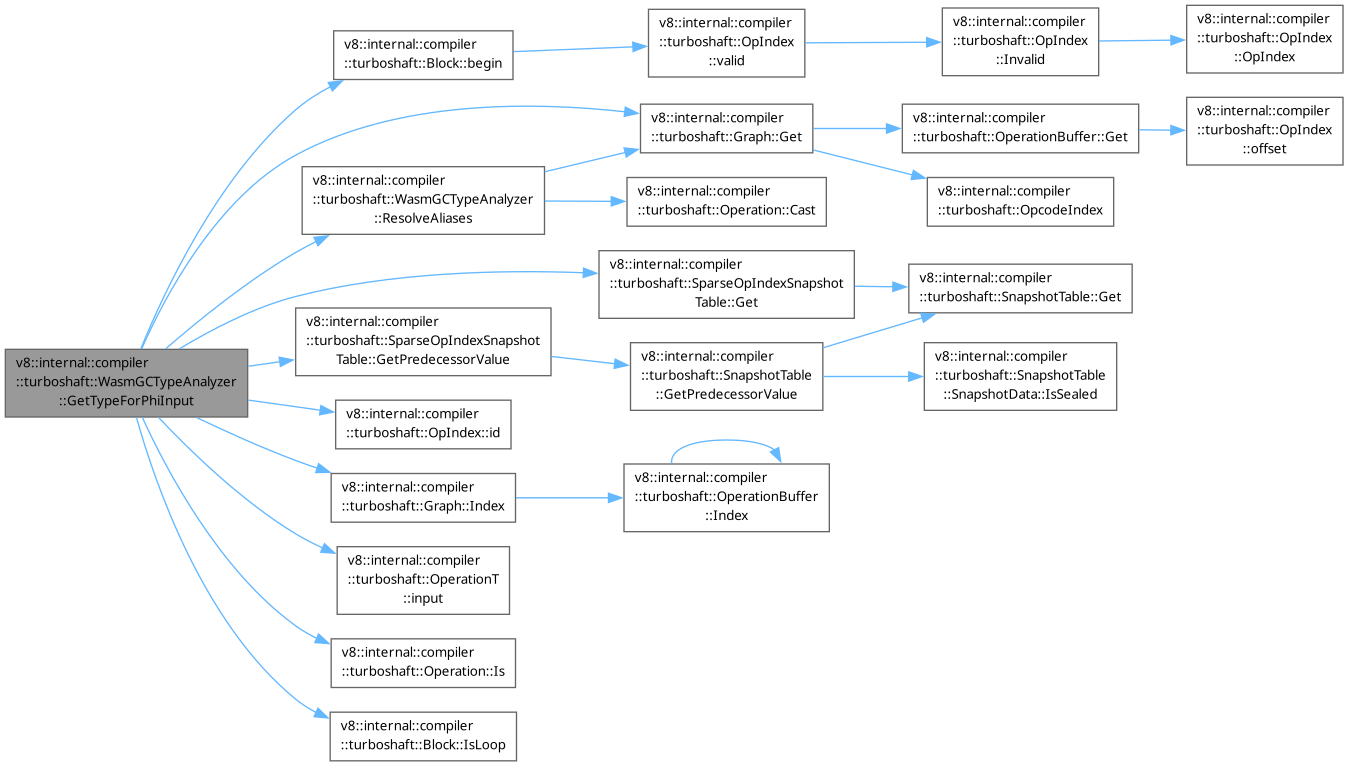 v8::internal::compiler
::turboshaft::WasmGCTypeAnalyzer
::GetTypeForPhiInput
v8::internal::compiler
::turboshaft::Block::begin
v8::internal::compiler
::turboshaft::OpIndex
::valid
v8::internal::compiler
::turboshaft::OpIndex
::Invalid
v8::internal::compiler
::turboshaft::OpIndex
::OpIndex
v8::internal::compiler
::turboshaft::Graph::Get
v8::internal::compiler
::turboshaft::OperationBuffer::Get
v8::internal::compiler
::turboshaft::OpIndex
::offset
v8::internal::compiler
::turboshaft::WasmGCTypeAnalyzer
::ResolveAliases
v8::internal::compiler
::turboshaft::Operation::Cast
v8::internal::compiler
::turboshaft::OpcodeIndex
v8::internal::compiler
::turboshaft::SparseOpIndexSnapshot
Table::Get
v8::internal::compiler
::turboshaft::SnapshotTable::Get
v8::internal::compiler
::turboshaft::SparseOpIndexSnapshot
Table::GetPredecessorValue
v8::internal::compiler
::turboshaft::SnapshotTable
::GetPredecessorValue
v8::internal::compiler
::turboshaft::SnapshotTable
::SnapshotData::IsSealed
v8::internal::compiler
::turboshaft::OpIndex::id
v8::internal::compiler
::turboshaft::Graph::Index
v8::internal::compiler
::turboshaft::OperationBuffer
::Index
v8::internal::compiler
::turboshaft::OperationT
::input
v8::internal::compiler
::turboshaft::Operation::Is
v8::internal::compiler
::turboshaft::Block::IsLoop